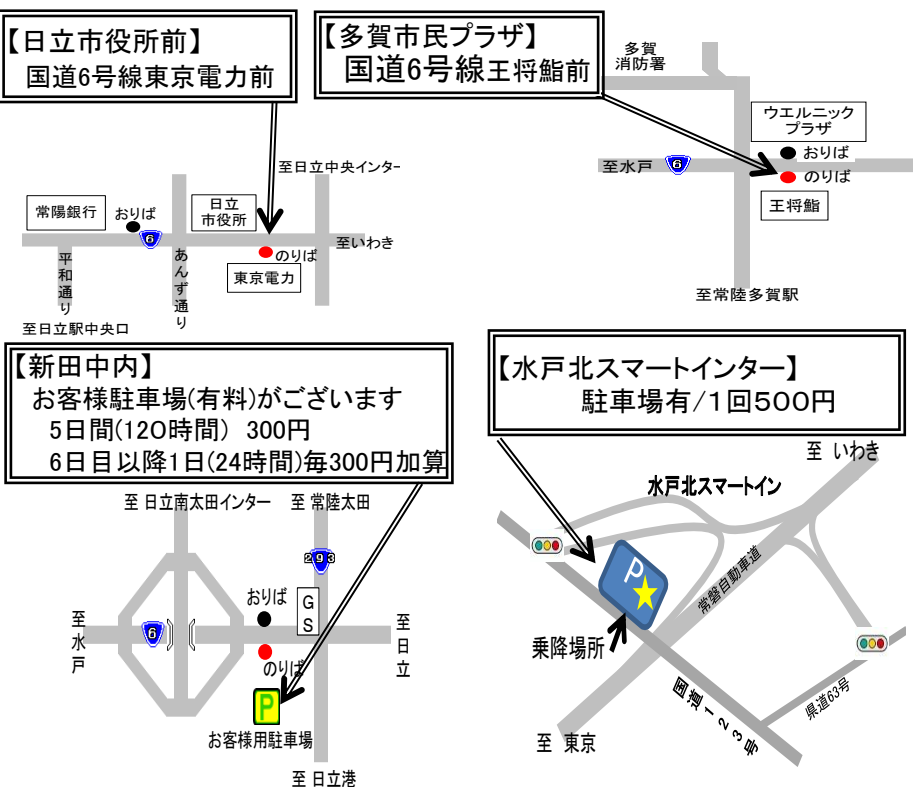 【日立市役所前】
国道6号線東京電力前
【多賀市民プラザ】
国道6号線王将鮨前
多賀
消防署
ウエルニック
プラザ
おりば
至水戸
6
のりば
王将鮨
至常陸多賀駅
至日立中央インター
常陽銀行
おりば
日立
市役所
6
至いわき
のりば
東京電力
平和通り
あんず通り
至日立駅中央口
【新田中内】
お客様駐車場(有料)がございます
5日間(120時間) 300円
6日目以降1日(24時間)毎300円加算
至 日立南太田インター
至 常陸太田
293
おりば
GS
至水戸
6
至日立
のりば
P
お客様用駐車場
至 日立港
【水戸北スマートインター】
駐車場有/1回500円
至 いわき
水戸北スマートイン
P
常磐自動車道
乗降場所
国道123号
県道63号
至 東京